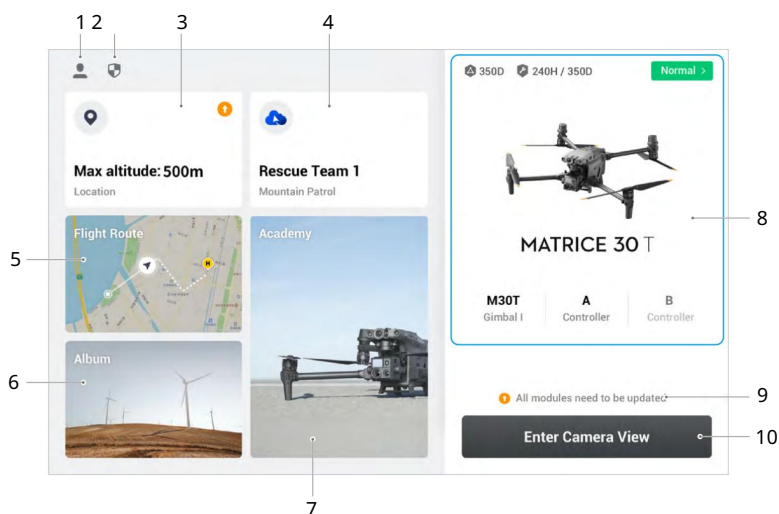 1 2
3
4
350D
240H / 350D
Normal >
Max altitude: 500m
Location
Rescue Team 1
Mountain Patrol
MATRICE 30 T
8
Flight Route
H
5
Academy
M30T
Gimbal I
A
Controller
B
Controller
Album
6
All modules need to be updated
9
Enter Camera View
10
7